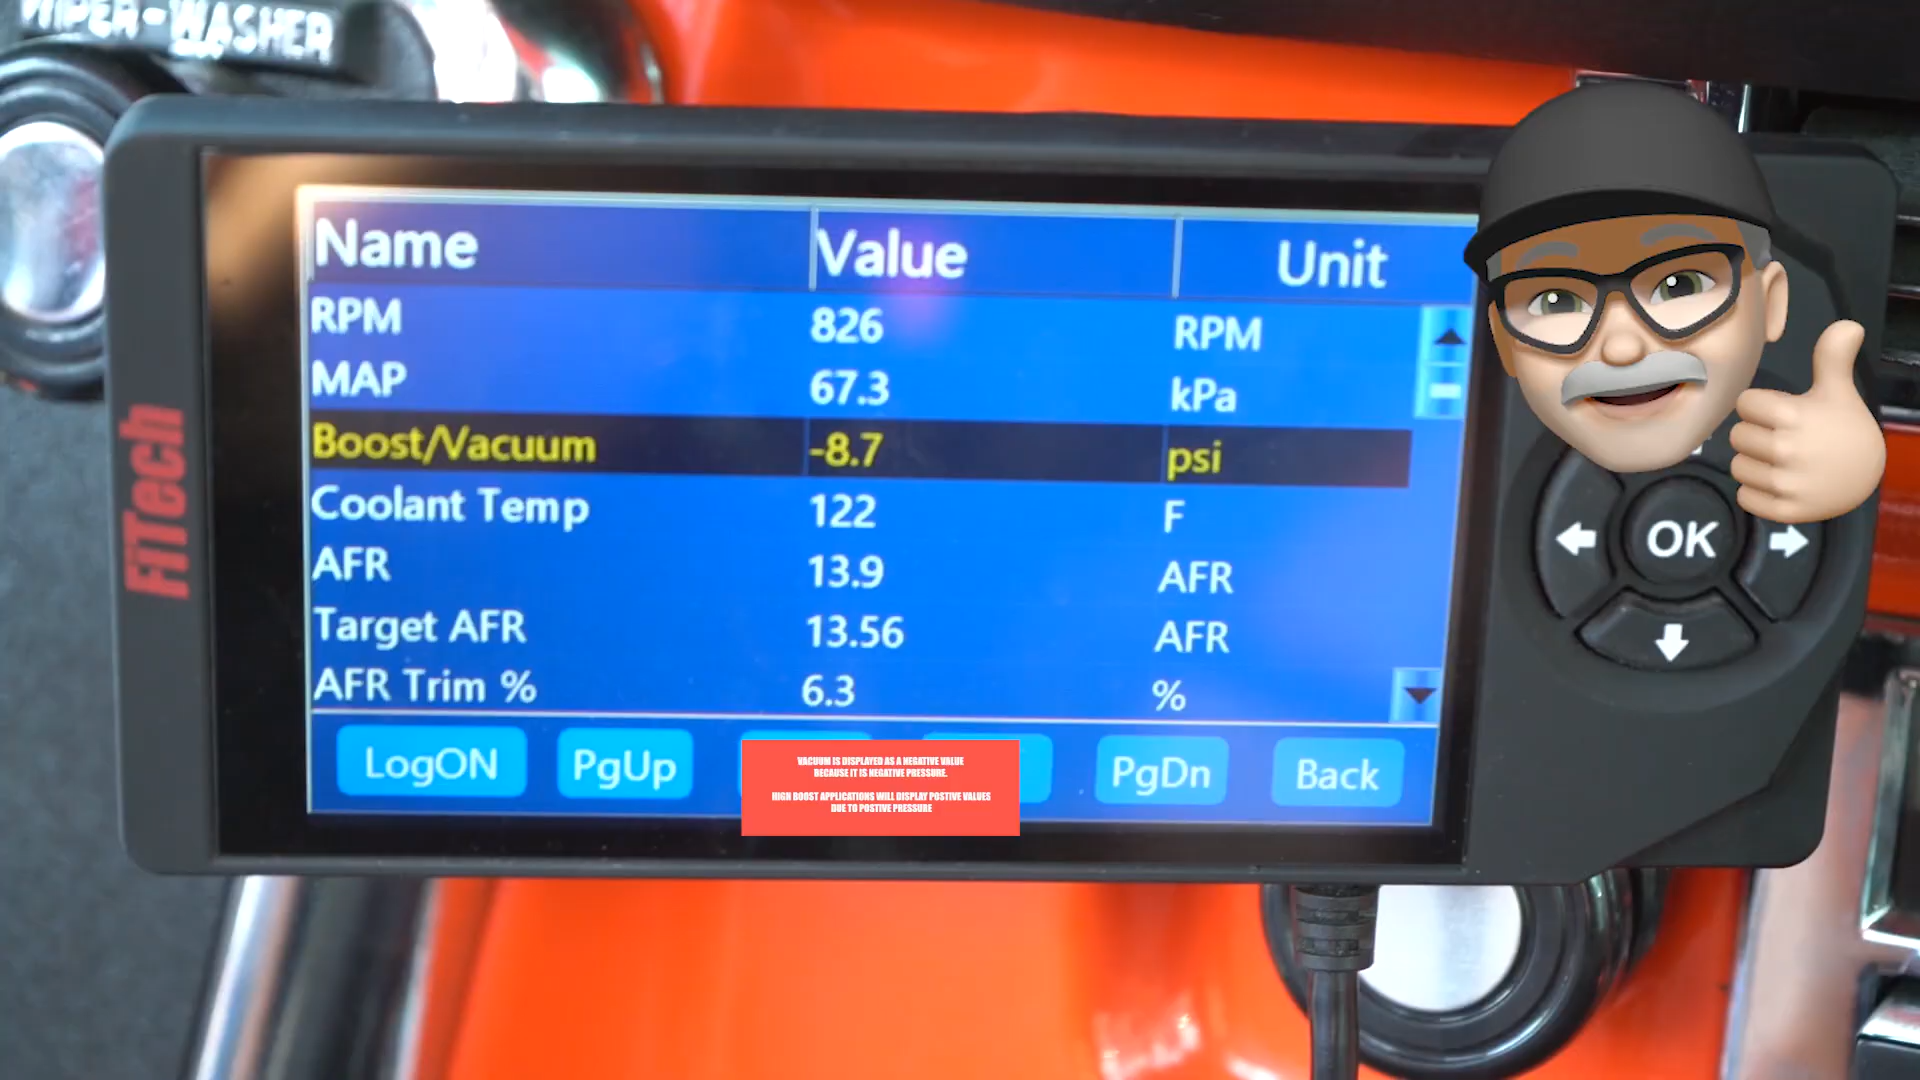 WIPER-WASHER
FiTech
Name Value Unit
RPM 826 RPM
MAP 67.3 kPa
Boost/Vacuum -8.7 psi
Coolant Temp 122 F
AFR 13.9 AFR
Target AFR 13.56 AFR
AFR Trim % 6.3 %
OK
LogON PgUp PgDn Back
VACUUM IS DISPLAYED AS A NEGATIVE VALUE
BECAUSE IT IS NEGATIVE PRESSURE.
HIGH BOOST APPLICATIONS WILL DISPLAY POSTIVE VALUES
DUE TO POSTIVE PRESSURE